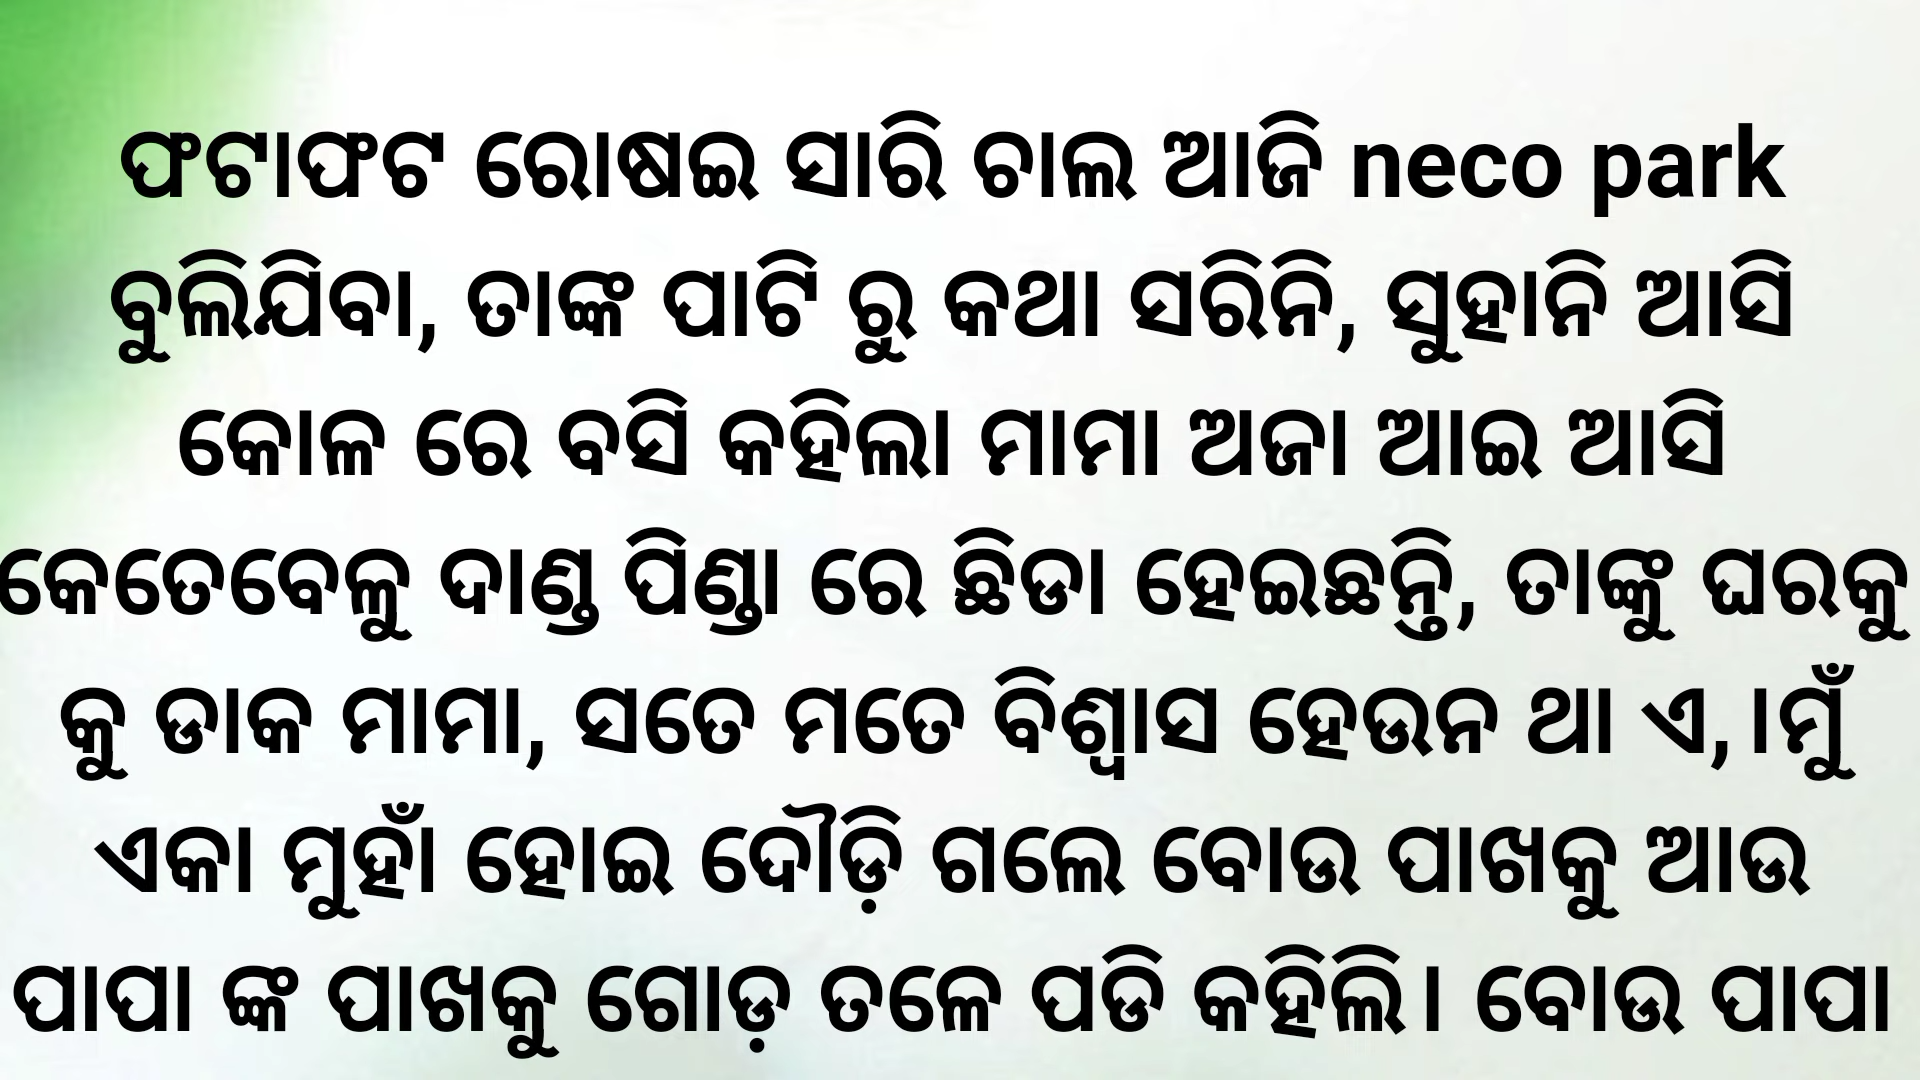 ଫଟାଫଟ ରୋଷଇ ସାରି ଚାଲ ଆଜି neco park
ବୁଲିଯିବା, ତାଙ୍କ ପାଟି ରୁ କଥା ସରିନି, ସୁହାନି ଆସି
କୋଳ ରେ ବସି କହିଲା ମାମା ଅଜା ଆଇ ଆସି
କେତେବେଳୁ ଦାଣ୍ଡ ପିଣ୍ଡା ରେ ଛିଡା ହେଇଛନ୍ତି, ତାଙ୍କୁ ଘରକୁ
କୁ ଡାକ ମାମା, ସତେ ମତେ ବିଶ୍ୱାସ ହେଉନ ଥା ଏ,।ମୁଁ
ଏକା ମୁହାଁ ହୋଇ ଦୌଡ଼ି ଗଲେ ବୋଉ ପାଖକୁ ଆଉ
ପାପା ଙ୍କ ପାଖକୁ ଗୋଡ଼ ତଳେ ପଡି କହିଲି। ବୋଉ ପାପା